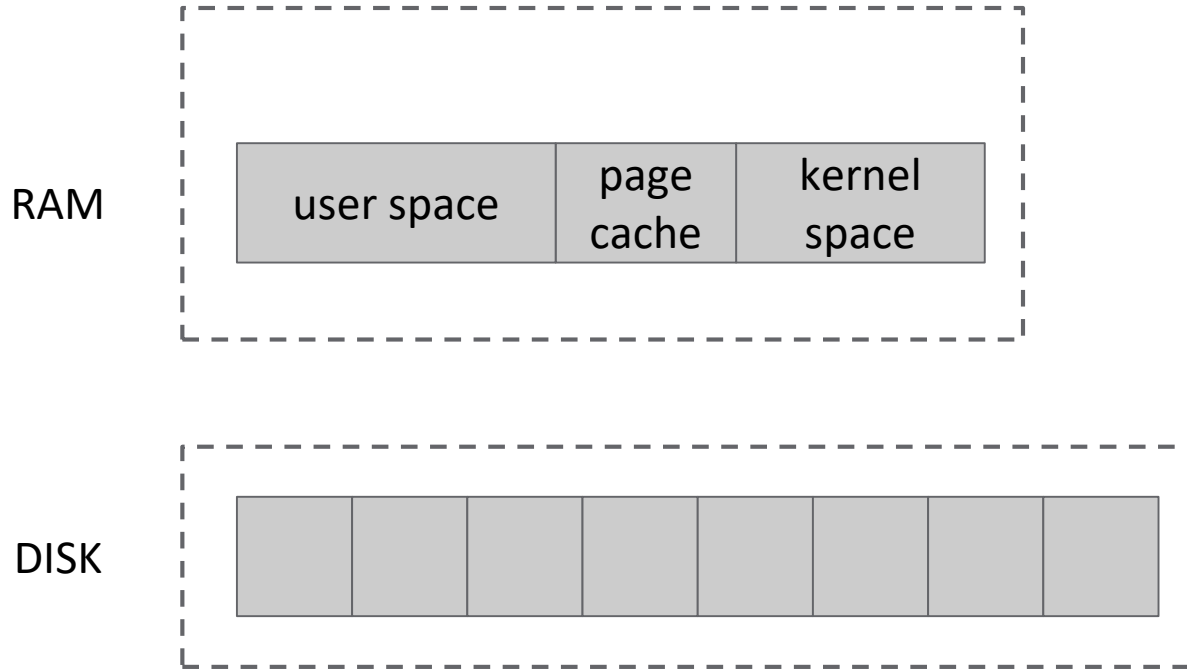 RAM
user space
page
cache
kernel
space
DISK